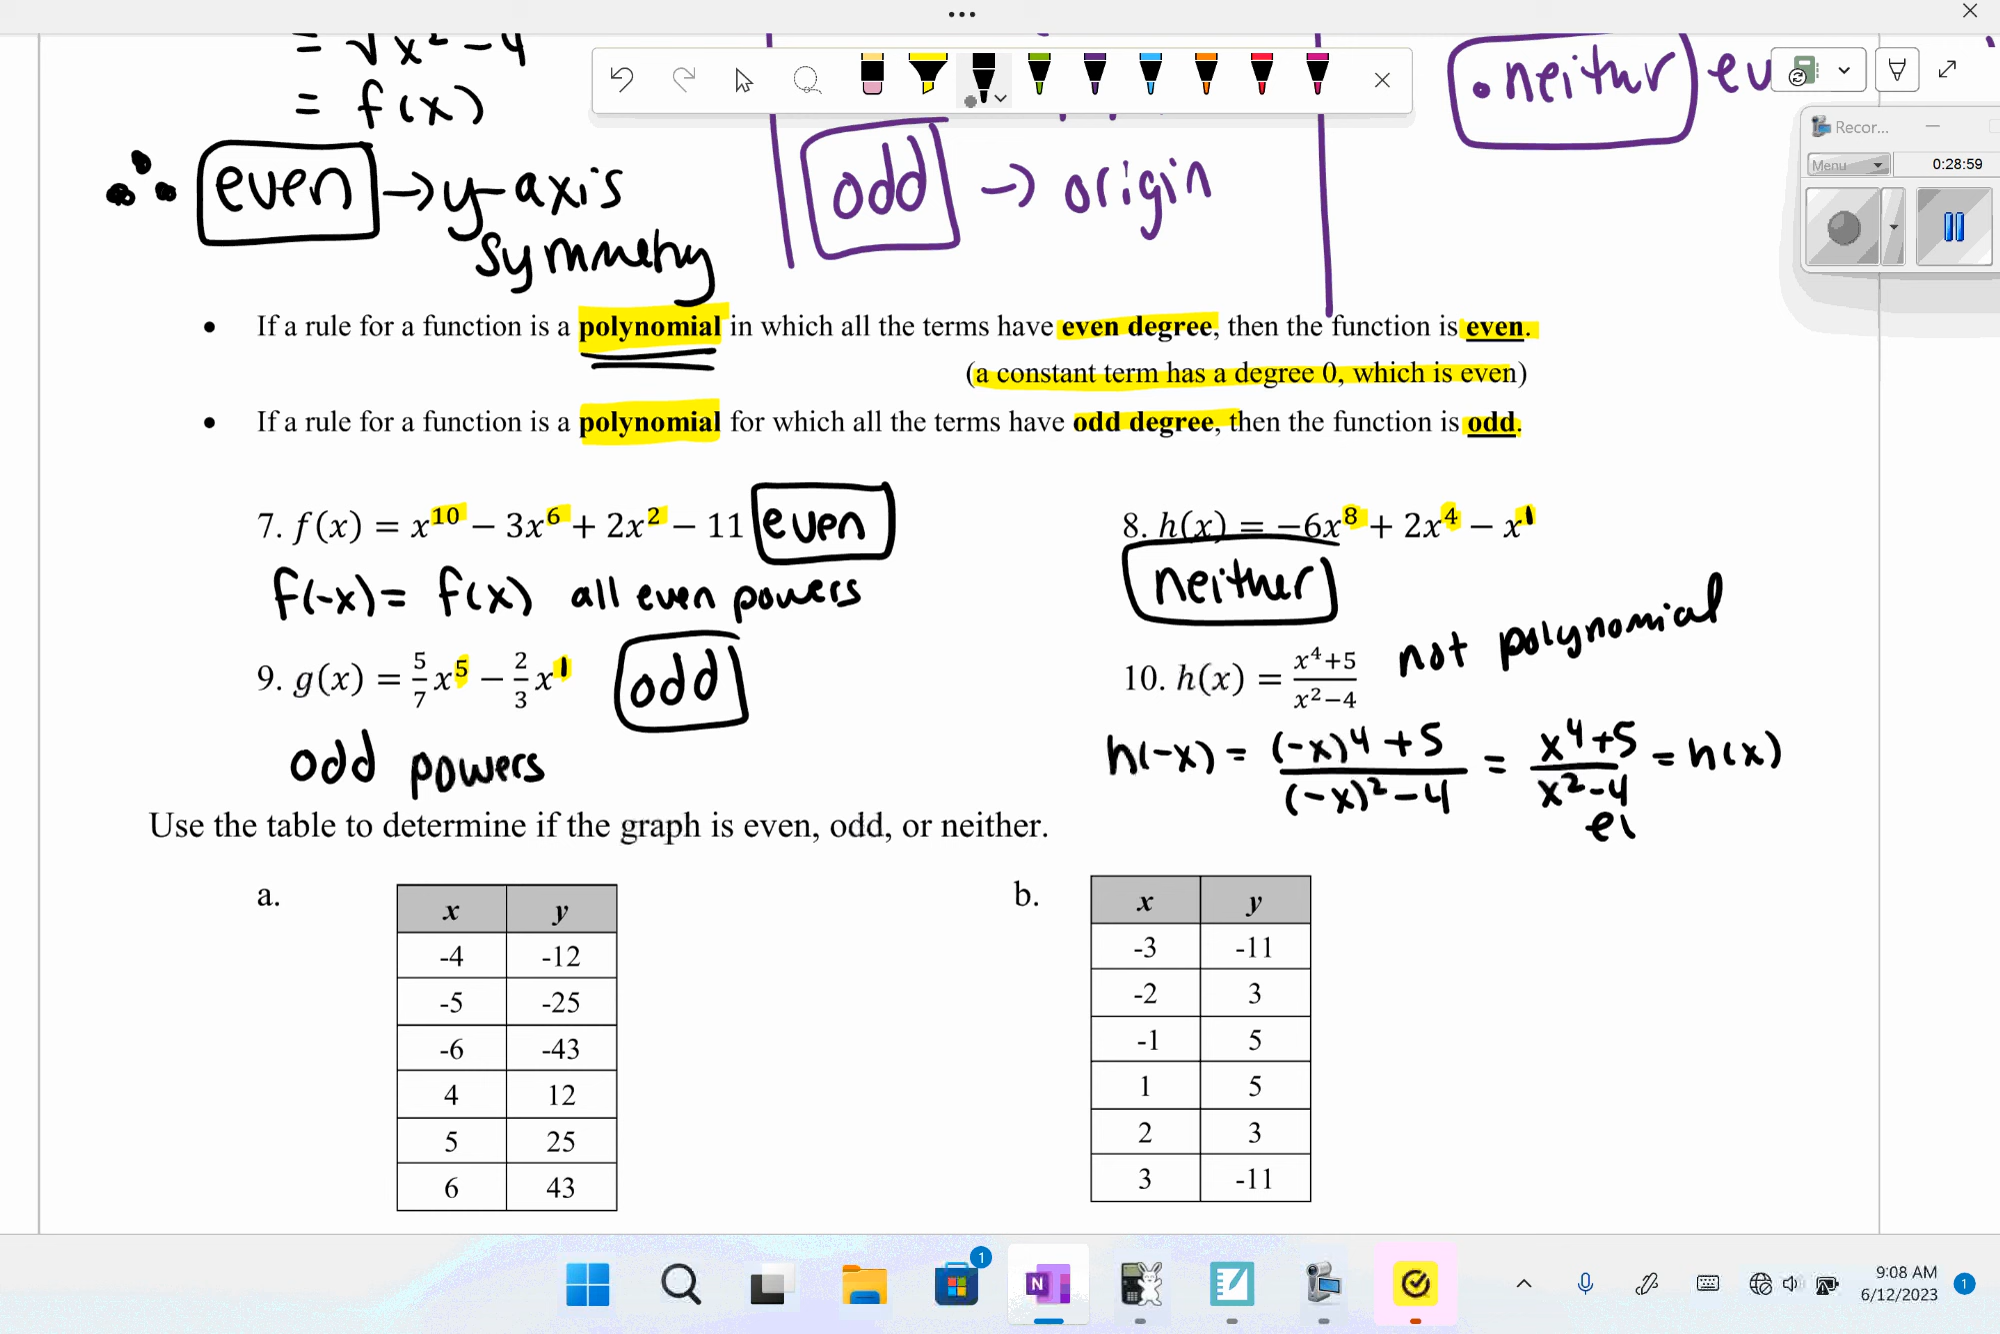 ...
= √x² - 4
= f(x)
• neither eu
Recor...
Menu 0:28:59
∴ even → y-axis symmetry
odd → origin
• If a rule for a function is a polynomial in which all the terms have even degree, then the function is even.
(a constant term has a degree 0, which is even)
• If a rule for a function is a polynomial for which all the terms have odd degree, then the function is odd.
7. f(x) = x¹⁰ − 3x⁶ + 2x² − 11 even
f(-x) = f(x) all even powers
8. h(x) = −6x⁸ + 2x⁴ − x¹
neither
9. g(x) = 5/7 x⁵ − 2/3 x¹ odd
odd powers
10. h(x) = x⁴+5 / x²−4 not polynomial
h(-x) = (-x)⁴ + 5 / (-x)² - 4 = x⁴+5 / x²-4 = h(x)
ev
Use the table to determine if the graph is even, odd, or neither.
a.
x y
-4 -12
-5 -25
-6 -43
4 12
5 25
6 43
b.
x y
-3 -11
-2 3
-1 5
1 5
2 3
3 -11
1
N
9:08 AM
6/12/2023
1